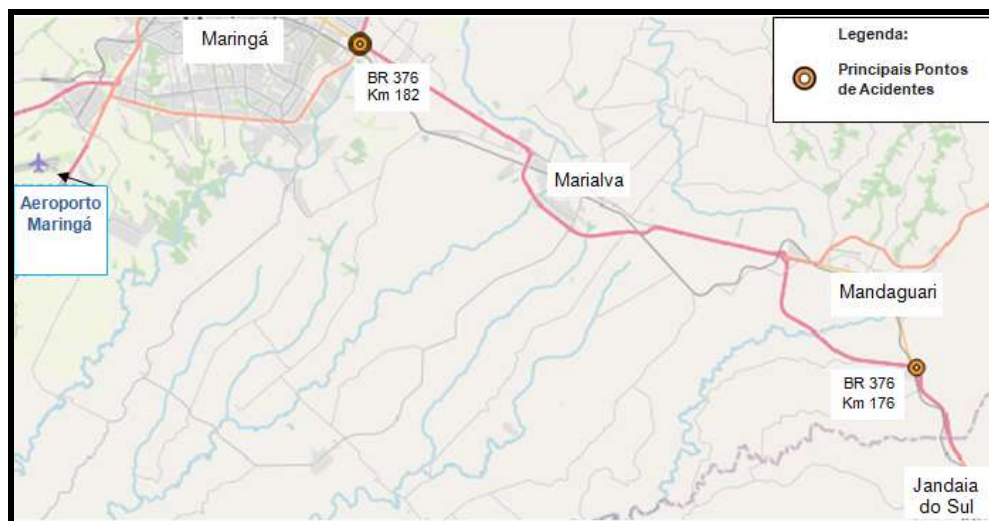 Maringá
BR 376
Km 182
Legenda:
Principais Pontos
de Acidentes
Marialva
Aeroporto
Maringá
Mandaguari
BR 376
Km 176
Jandaia
do Sul